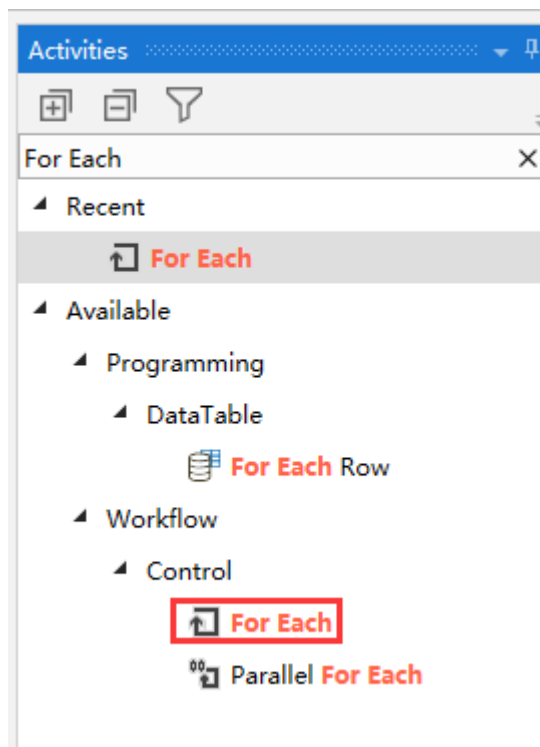 Activities
For Each
Recent
For Each
Available
Programming
DataTable
For Each Row
Workflow
Control
For Each
Parallel For Each